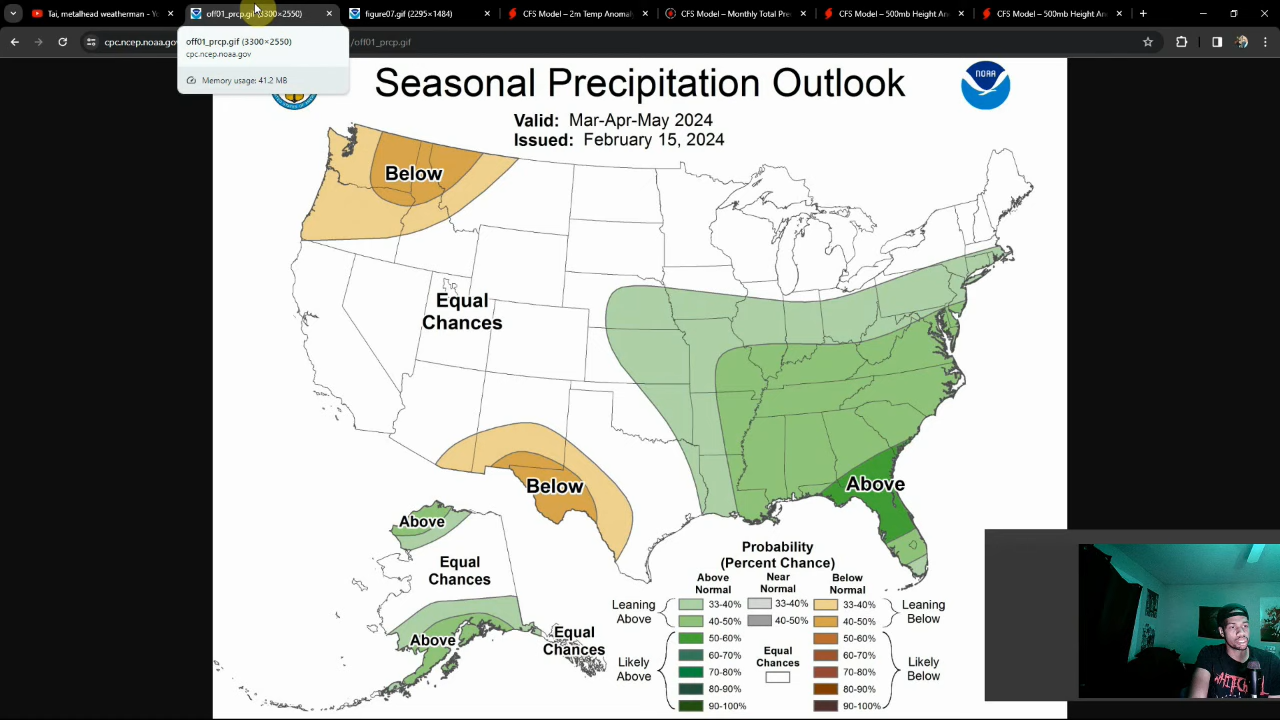 Tai, metalhead weatherman - Yo
off01_prcp.gif (3300×2550)
figure07.gif (2295×1484)
CFS Model – 2m Temp Anomal
CFS Model – Monthly Total Pre
CFS Model – 500mb Height An
CFS Model – 500mb Height An
cpc.ncep.noaa.gov
/off01_prcp.gif
off01_prcp.gif (3300×2550)
cpc.ncep.noaa.gov
Memory usage: 41.2 MB
Seasonal Precipitation Outlook
NOAA
Valid: Mar-Apr-May 2024
Issued: February 15, 2024
Below
Equal
Chances
Below
Above
Above
Equal
Chances
Above
Equal
Chances
Probability
(Percent Chance)
Above
Normal
Near
Normal
Below
Normal
Leaning
Above
33-40%
40-50%
33-40%
40-50%
33-40%
40-50%
Leaning
Below
Likely
Above
50-60%
60-70%
70-80%
80-90%
90-100%
Equal
Chances
50-60%
60-70%
70-80%
80-90%
90-100%
Likely
Below